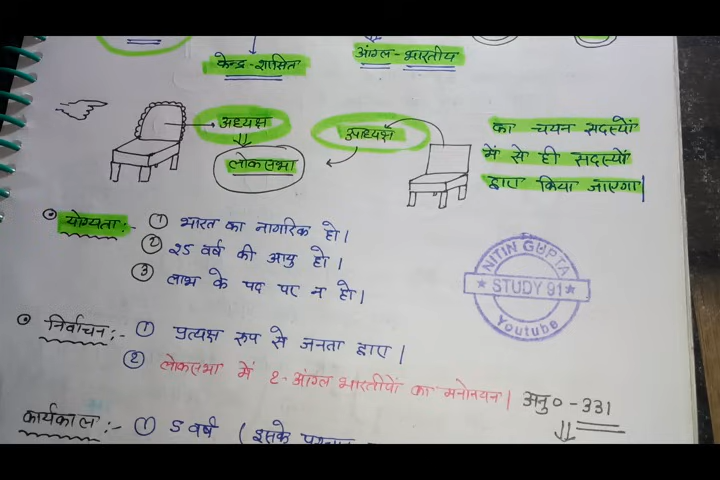 केन्द्र-शासित
आंग्ल-भारतीय
अध्यक्ष
लोकसभा
उपाध्यक्ष
का चयन सदस्यों
में से ही सदस्यों
द्वारा किया जाएगा|
योग्यता:- ① भारत का नागरिक हो।
② 25 वर्ष की आयु हो।
③ लाभ के पद पर न हो।
NITIN GUPTA
★ STUDY 91 ★
Youtube
निर्वाचन:- ① प्रत्यक्ष रुप से जनता द्वारा।
② लोकसभा में 2-आंग्ल भारतीयों का मनोनयन। अनु० - 331
कार्यकाल:- ① 5 वर्ष (इसके